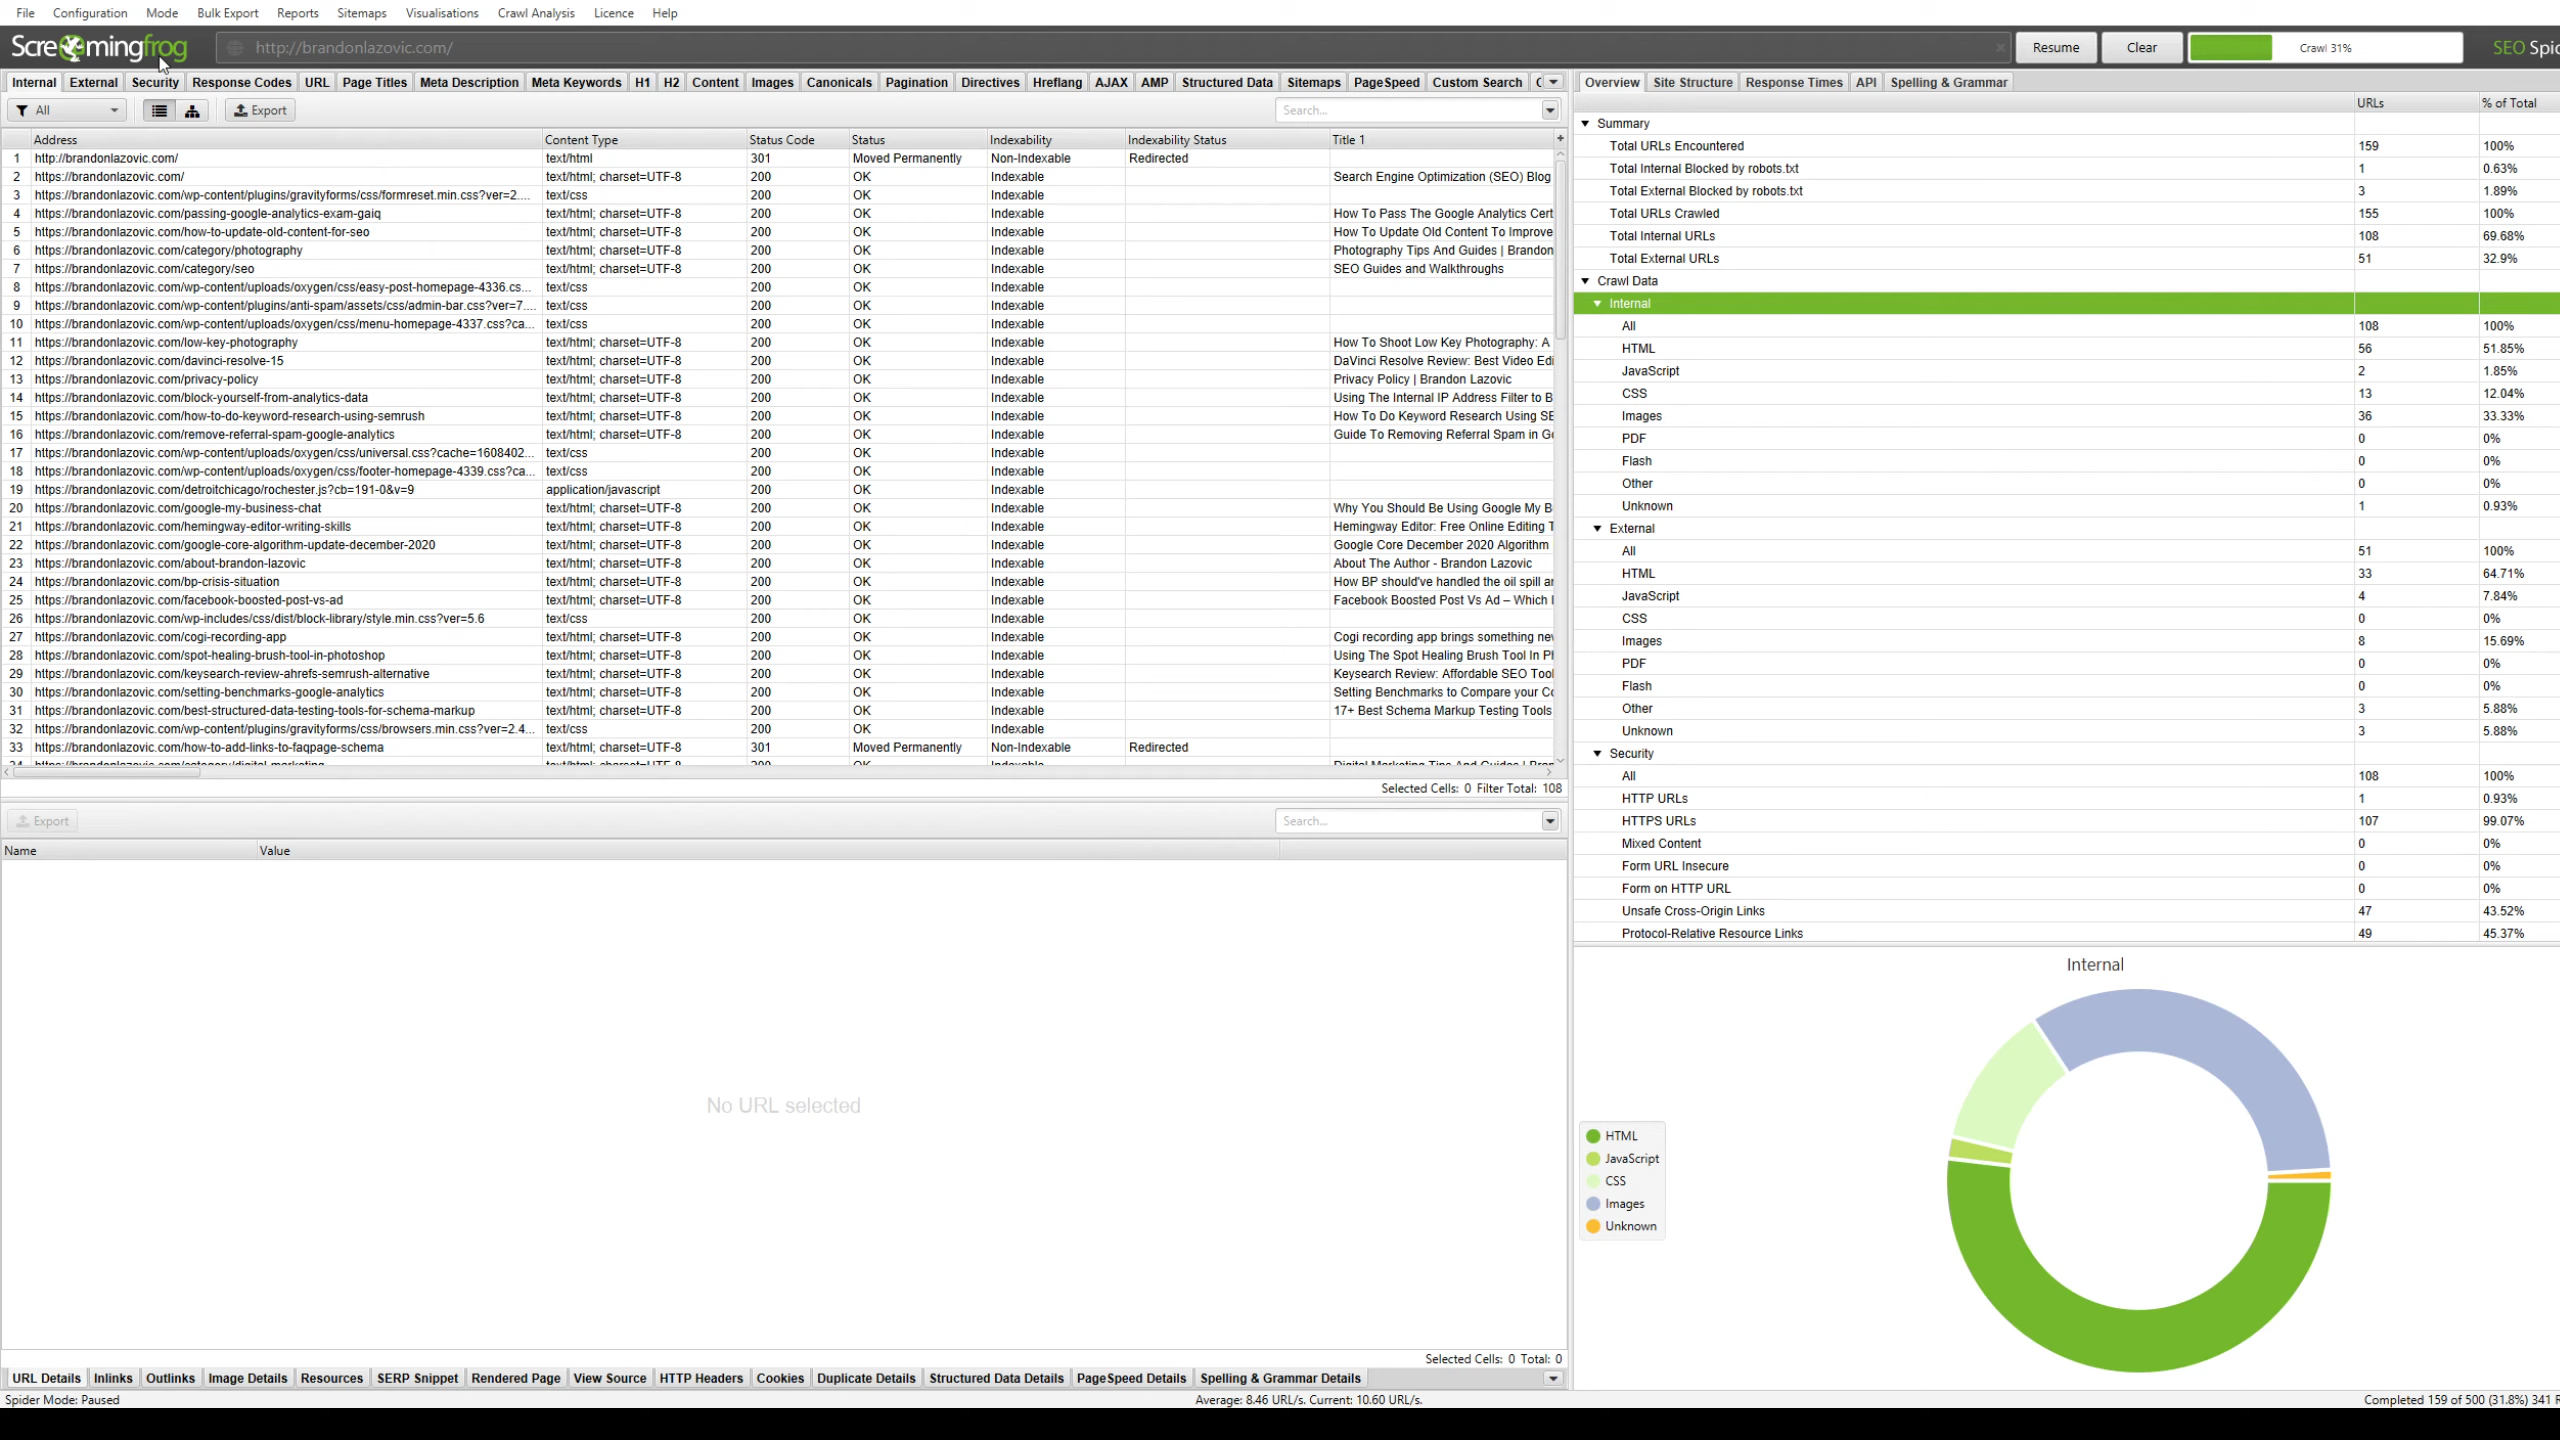 File Configuration Mode Bulk Export Reports Sitemaps Visualisations Crawl Analysis Licence Help
Screamingfrog http://brandonlazovic.com/ Resume Clear Crawl 31% SEO
Internal External Security Response Codes URL Page Titles Meta Description Meta Keywords H1 H2 Content Images Canonicals Pagination Directives Hreflang AJAX AMP Structured Data Sitemaps PageSpeed Custom Search
All Export Search...
Address Content Type Status Code Status Indexability Indexability Status Title 1
1 http://brandonlazovic.com/ text/html 301 Moved Permanently Non-Indexable Redirected
2 https://brandonlazovic.com/ text/html; charset=UTF-8 200 OK Indexable Search Engine Optimization (SEO) Blog
3 https://brandonlazovic.com/wp-content/plugins/gravityforms/css/formreset.min.css?ver=2.... text/css 200 OK Indexable
4 https://brandonlazovic.com/passing-google-analytics-exam-gaiq text/html; charset=UTF-8 200 OK Indexable How To Pass The Google Analytics Cert
5 https://brandonlazovic.com/how-to-update-old-content-for-seo text/html; charset=UTF-8 200 OK Indexable How To Update Old Content To Improve
6 https://brandonlazovic.com/category/photography text/html; charset=UTF-8 200 OK Indexable Photography Tips And Guides | Brandon
7 https://brandonlazovic.com/category/seo text/html; charset=UTF-8 200 OK Indexable SEO Guides and Walkthroughs
8 https://brandonlazovic.com/wp-content/uploads/oxygen/css/easy-post-homepage-4336.cs... text/css 200 OK Indexable
9 https://brandonlazovic.com/wp-content/plugins/anti-spam/assets/css/admin-bar.css?ver=7.... text/css 200 OK Indexable
10 https://brandonlazovic.com/wp-content/uploads/oxygen/css/menu-homepage-4337.css?ca... text/css 200 OK Indexable
11 https://brandonlazovic.com/low-key-photography text/html; charset=UTF-8 200 OK Indexable How To Shoot Low Key Photography: A
12 https://brandonlazovic.com/davinci-resolve-15 text/html; charset=UTF-8 200 OK Indexable DaVinci Resolve Review: Best Video Edi
13 https://brandonlazovic.com/privacy-policy text/html; charset=UTF-8 200 OK Indexable Privacy Policy | Brandon Lazovic
14 https://brandonlazovic.com/block-yourself-from-analytics-data text/html; charset=UTF-8 200 OK Indexable Using The Internal IP Address Filter to B
15 https://brandonlazovic.com/how-to-do-keyword-research-using-semrush text/html; charset=UTF-8 200 OK Indexable How To Do Keyword Research Using SE
16 https://brandonlazovic.com/remove-referral-spam-google-analytics text/html; charset=UTF-8 200 OK Indexable Guide To Removing Referral Spam in Go
17 https://brandonlazovic.com/wp-content/uploads/oxygen/css/universal.css?cache=1608402... text/css 200 OK Indexable
18 https://brandonlazovic.com/wp-content/uploads/oxygen/css/footer-homepage-4339.css?ca... text/css 200 OK Indexable
19 https://brandonlazovic.com/detroitchicago/rochester.js?cb=191-0&v=9 application/javascript 200 OK Indexable
20 https://brandonlazovic.com/google-my-business-chat text/html; charset=UTF-8 200 OK Indexable Why You Should Be Using Google My B
21 https://brandonlazovic.com/hemingway-editor-writing-skills text/html; charset=UTF-8 200 OK Indexable Hemingway Editor: Free Online Editing T
22 https://brandonlazovic.com/google-core-algorithm-update-december-2020 text/html; charset=UTF-8 200 OK Indexable Google Core December 2020 Algorithm
23 https://brandonlazovic.com/about-brandon-lazovic text/html; charset=UTF-8 200 OK Indexable About The Author - Brandon Lazovic
24 https://brandonlazovic.com/bp-crisis-situation text/html; charset=UTF-8 200 OK Indexable How BP should've handled the oil spill an
25 https://brandonlazovic.com/facebook-boosted-post-vs-ad text/html; charset=UTF-8 200 OK Indexable Facebook Boosted Post Vs Ad – Which
26 https://brandonlazovic.com/wp-includes/css/dist/block-library/style.min.css?ver=5.6 text/css 200 OK Indexable
27 https://brandonlazovic.com/cogi-recording-app text/html; charset=UTF-8 200 OK Indexable Cogi recording app brings something new
28 https://brandonlazovic.com/spot-healing-brush-tool-in-photoshop text/html; charset=UTF-8 200 OK Indexable Using The Spot Healing Brush Tool In Ph
29 https://brandonlazovic.com/keysearch-review-ahrefs-semrush-alternative text/html; charset=UTF-8 200 OK Indexable Keysearch Review: Affordable SEO Tool
30 https://brandonlazovic.com/setting-benchmarks-google-analytics text/html; charset=UTF-8 200 OK Indexable Setting Benchmarks to Compare your Co
31 https://brandonlazovic.com/best-structured-data-testing-tools-for-schema-markup text/html; charset=UTF-8 200 OK Indexable 17+ Best Schema Markup Testing Tools
32 https://brandonlazovic.com/wp-content/plugins/gravityforms/css/browsers.min.css?ver=2.4... text/css 200 OK Indexable
33 https://brandonlazovic.com/how-to-add-links-to-faqpage-schema text/html; charset=UTF-8 301 Moved Permanently Non-Indexable Redirected
Selected Cells: 0 Filter Total: 108
Export Search...
Name Value
No URL selected
Selected Cells: 0 Total: 0
URL Details Inlinks Outlinks Image Details Resources SERP Snippet Rendered Page View Source HTTP Headers Cookies Duplicate Details Structured Data Details PageSpeed Details Spelling & Grammar Details
Overview Site Structure Response Times API Spelling & Grammar
URLs % of Total
Summary
Total URLs Encountered 159 100%
Total Internal Blocked by robots.txt 1 0.63%
Total External Blocked by robots.txt 3 1.89%
Total URLs Crawled 155 100%
Total Internal URLs 108 69.68%
Total External URLs 51 32.9%
Crawl Data
Internal
All 108 100%
HTML 56 51.85%
JavaScript 2 1.85%
CSS 13 12.04%
Images 36 33.33%
PDF 0 0%
Flash 0 0%
Other 0 0%
Unknown 1 0.93%
External
All 51 100%
HTML 33 64.71%
JavaScript 4 7.84%
CSS 0 0%
Images 8 15.69%
PDF 0 0%
Flash 0 0%
Other 3 5.88%
Unknown 3 5.88%
Security
All 108 100%
HTTP URLs 1 0.93%
HTTPS URLs 107 99.07%
Mixed Content 0 0%
Form URL Insecure 0 0%
Form on HTTP URL 0 0%
Unsafe Cross-Origin Links 47 43.52%
Protocol-Relative Resource Links 49 45.37%
Internal
HTML
JavaScript
CSS
Images
Unknown
Spider Mode: Paused Average: 8.46 URL/s. Current: 10.60 URL/s. Completed 159 of 500 (31.8%) 341